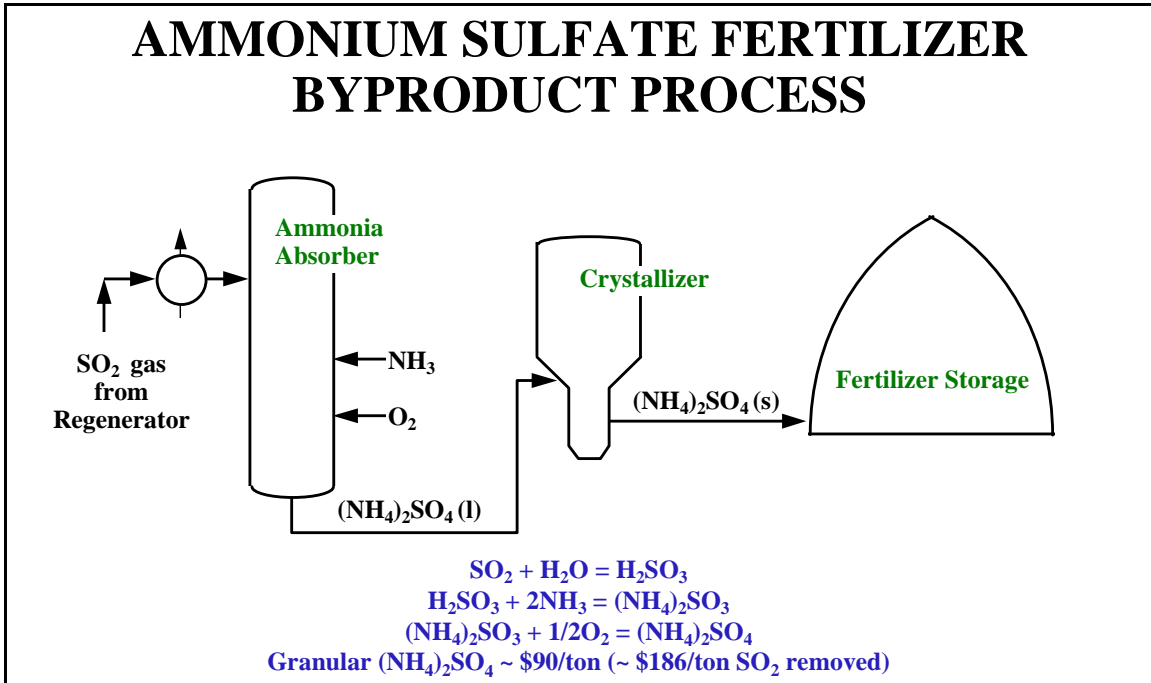 AMMONIUM SULFATE FERTILIZER
BYPRODUCT PROCESS
Ammonia
Absorber
Crystallizer
SO₂ gas
from
Regenerator
NH₃
O₂
Fertilizer Storage
(NH₄)₂SO₄ (s)
(NH₄)₂SO₄ (l)
SO₂ + H₂O = H₂SO₃
H₂SO₃ + 2NH₃ = (NH₄)₂SO₃
(NH₄)₂SO₃ + 1/2O₂ = (NH₄)₂SO₄
Granular (NH₄)₂SO₄ ~ $90/ton (~ $186/ton SO₂ removed)